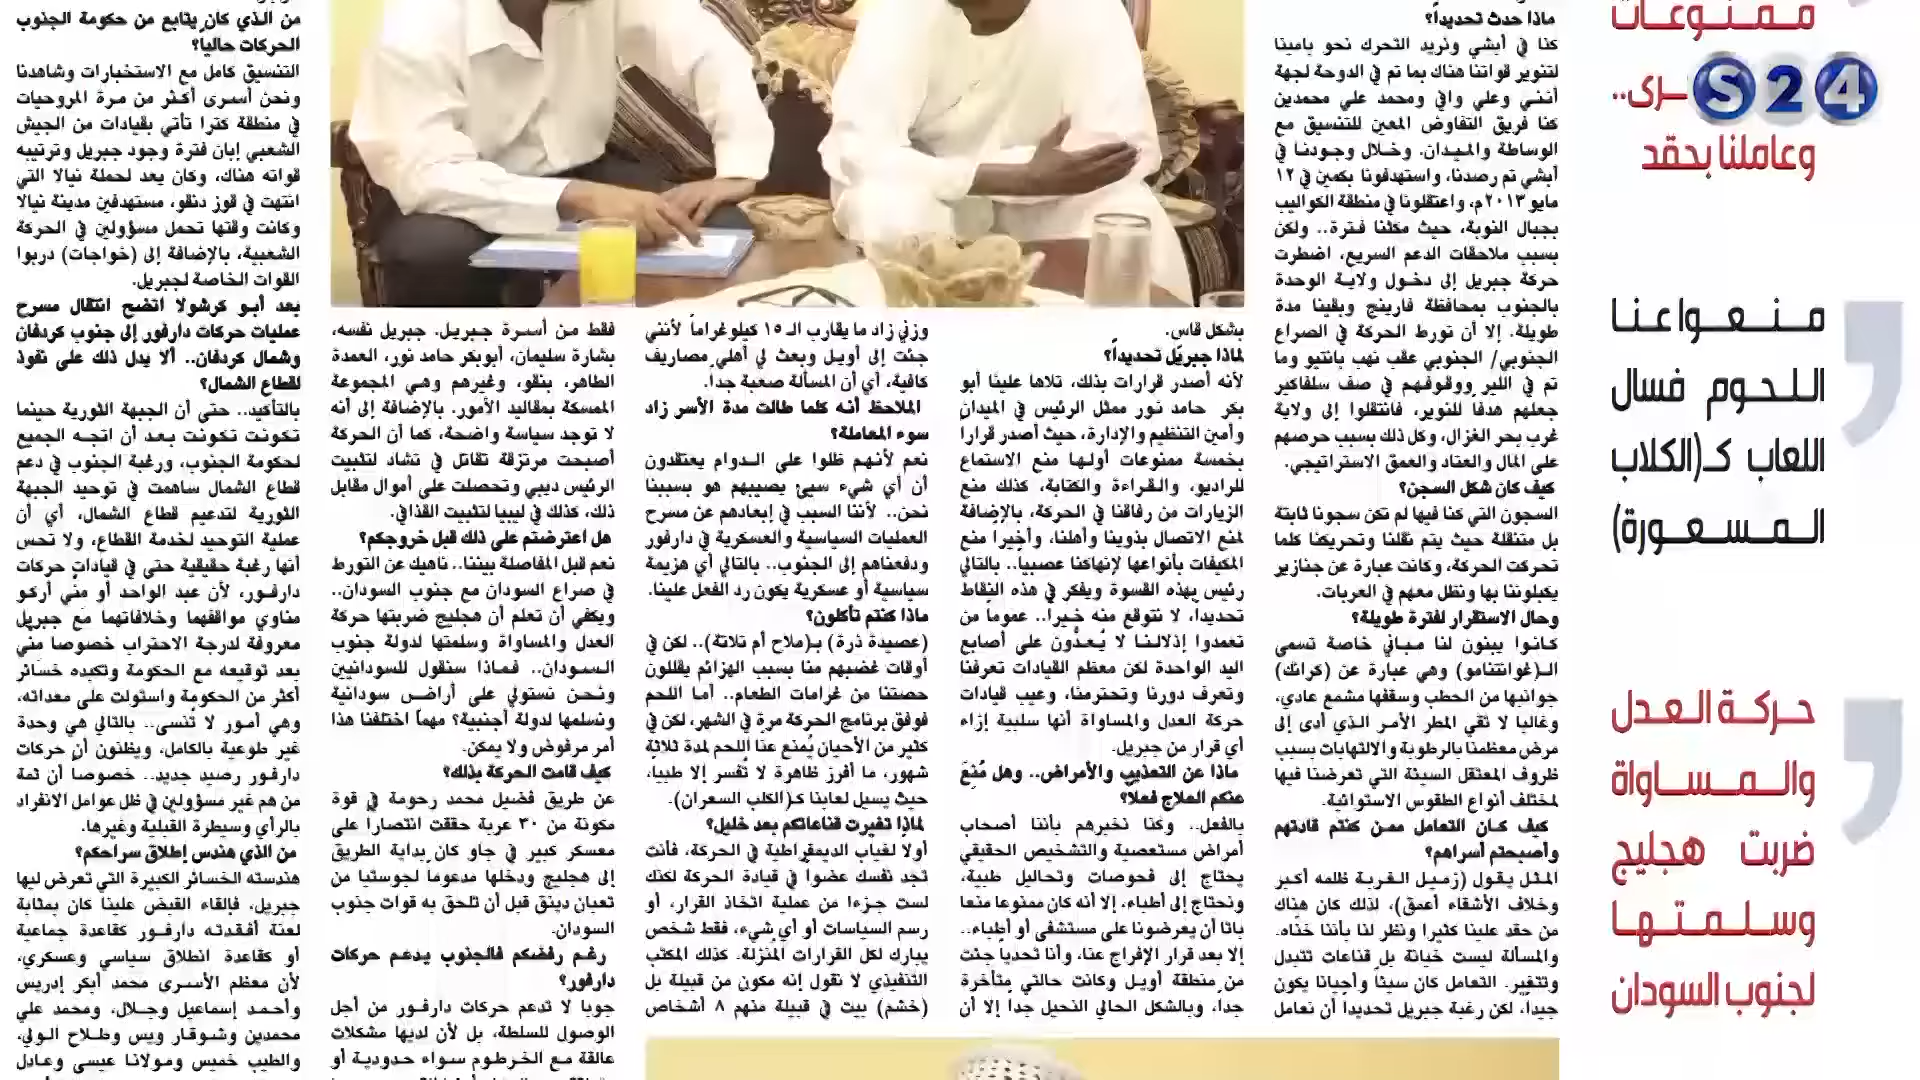 ممنوعات
ـرى..
S24
وعاملنا بحقد
منعوا عنا
اللحوم فسال
اللعاب كـ(الكلاب
المسعورة)
حركة العدل
والمساواة
ضربت هجليج
وسلمتها
لجنوب السودان
ماذا حدث تحديداً؟
كنا في أبشي ونريد التحرك نحو بامينا
لتنوير قواتنا هناك بما تم في الدوحة لجهة
أنني وعلي وافي ومحمد علي محمدين
كنا فريق التفاوض المعين للتنسيق مع
الوساطة والميدان. وخلال وجودنا في
أبشي تم رصدنا، واستهدفونا بكمين في ١٢
مايو ٢٠١٣م، واعتقلونا في منطقة الكواليب
بجبال النوبة، حيث مكثنا فترة.. ولكن
بسبب ملاحقات الدعم السريع، اضطرت
حركة جبريل إلى دخول ولاية الوحدة
بالجنوب بمحافظة فارينج وبقينا مدة
طويلة. إلا أن تورط الحركة في الصراع
الجنوبي/ الجنوبي عقب نهب بانتيو وما
تم في اللير ووقوفهم في صف سلفاكير
جعلهم هدفاً للنوير، فانتقلوا إلى ولاية
غرب بحر الغزال، وكل ذلك بسبب حرصهم
على المال والعتاد والعمق الاستراتيجي.
كيف كان شكل السجن؟
السجون التي كنا فيها لم تكن سجونا ثابتة
بل متنقلة حيث يتم نقلنا وتحريكنا كلما
تحركت الحركة، وكانت عبارة عن جنازير
يكبلوننا بها ونظل معهم في العربات.
وحال الاستقرار لفترة طويلة؟
كانوا يبنون لنا مباني خاصة تسمى
الـ(غوانتنامو) وهي عبارة عن (كرانك)
جوانبها من الحطب وسقفها مشمع عادي،
وغالبا لا تقي المطر الأمر الذي أدى إلى
مرض معظمنا بالرطوبة والالتهابات بسبب
ظروف المعتقل السيئة التي تعرضنا فيها
لمختلف أنواع الطقوس الاستوائية.
كيف كان التعامل ممن كنتم قادتهم
وأصبحتم أسراهم؟
المثل يقول (زميل القربة ظلمه أكبر
وخلاف الأشقاء أعمق)، لذلك كان هناك
من حقد علينا كثيرا ونظر لنا بأننا خناه.
والمسألة ليست خيانة بل قناعات تتبدل
وتتغير. التعامل كان سيئاً وأحيانا يكون
جيداً، لكن رغبة جبريل تحديداً أن نعامل
بشكل قاس.
لماذا جبريل تحديداً؟
لأنه أصدر قرارات بذلك، تلاها علينا أبو
بكر حامد نور ممثل الرئيس في الميدان
وأمين التنظيم والإدارة، حيث أصدر قرارا
بخمسة ممنوعات أولها منع الاستماع
للراديو، والقراءة والكتابة، كذلك منع
الزيارات من رفاقنا في الحركة، بالإضافة
لمنع الاتصال بذوينا وأهلنا، وأخيراً منع
المكيفات بأنواعها لإنهاكنا عصبياً.. بالتالي
رئيس بهذه القسوة ويفكر في هذه النقاط
تحديدا، لا نتوقع منه خيراً.. عموماً من
تعمدوا إذلالنا لا يُعدُّون على أصابع
اليد الواحدة لكن معظم القيادات تعرفنا
وتعرف دورنا وتحترمنا، وعيب قيادات
حركة العدل والمساواة أنها سلبية إزاء
أي قرار من جبريل.
ماذا عن التعذيب والأمراض.. وهل مُنِعَ
عنكم العلاج فعلاً؟
بالفعل.. وكنا نخبرهم بأننا أصحاب
أمراض مستعصية والتشخيص الحقيقي
يحتاج إلى فحوصات وتحاليل طبية،
ونحتاج إلى أطباء، إلا أنه كان ممنوعا منعا
باتا أن يعرضونا على مستشفى أو أطباء..
إلا بعد قرار الإفراج عنا، وأنا تحديداً جئت
من منطقة أويل وكانت حالتي متأخرة
جدا، وبالشكل الحالي النحيل جداً إلا أن
وزني زاد ما يقارب الـ ١٥ كيلوغراماً لأنني
جئت إلى أويل وبعث لي أهلي مصاريف
كافية، أي أن المسألة صعبة جداً.
الملاحظ أنه كلما طالت مدة الأسر زاد
سوء المعاملة؟
نعم لأنهم ظلوا على الدوام يعتقدون
أن أي شيء سيئ يصيبهم هو بسببنا
نحن.. لأننا السبب في إبعادهم عن مسرح
العمليات السياسية والعسكرية في دارفور
ودفعناهم إلى الجنوب.. بالتالي أي هزيمة
سياسية أو عسكرية يكون رد الفعل علينا.
ماذا كنتم تأكلون؟
(عصيدة ذرة) بـ(ملاح أم تلاتة).. لكن في
أوقات غضبهم منا بسبب الهزائم يقللون
حصتنا من غرامات الطعام.. أما اللحم
فوفق برنامج الحركة مرة في الشهر، لكن في
كثير من الأحيان يُمنع عنا اللحم لمدة ثلاثة
شهور، ما أفرز ظاهرة لا تُفسر إلا طبياً،
حيث يسيل لعابنا كـ(الكلب السعران).
لماذا تغيرت قناعاتكم بعد خليل؟
أولا لغياب الديمقراطية في الحركة، فأنت
تجد نفسك عضواً في قيادة الحركة لكنك
لست جزءا من عملية اتخاذ القرار، أو
رسم السياسات أو أي شيء، فقط شخص
يبارك لكل القرارات المُنزلة. كذلك المكتب
التنفيذي لا نقول إنه مكون من قبيلة بل
(خشم) بيت في قبيلة منهم ٨ أشخاص
فقط من أسرة جبريل. جبريل نفسه،
بشارة سليمان، أبوبكر حامد نور، العمدة
الطاهر، بنقو، وغيرهم وهي المجموعة
الممسكة بمقاليد الأمور. بالإضافة إلى أنه
لا توجد سياسة واضحة، كما أن الحركة
أصبحت مرتزقة تقاتل في تشاد لتثبيت
الرئيس ديبي وتحصلت على أموال مقابل
ذلك، كذلك في ليبيا لتثبيت القذافي.
هل اعترضتم على ذلك قبل خروجكم؟
نعم قبل المفاصلة بيننا.. ناهيك عن التورط
في صراع السودان مع جنوب السودان..
ويكفي أن تعلم أن هجليج ضربتها حركة
العدل والمساواة وسلمتها لدولة جنوب
السودان.. فماذا سنقول للسودانيين
ونحن نستولي على أراضٍ سودانية
ونسلمها لدولة أجنبية؟ مهماً اختلفنا هذا
أمر مرفوض ولا يمكن.
كيف قامت الحركة بذلك؟
عن طريق فضيل محمد رحومة في قوة
مكونة من ٣٠ عربة حققت انتصارا على
معسكر كبير في جاو كان بداية الطريق
إلى هجليج ودخلها مدعوماً لجوستيا من
تعبان دينق قبل أن تلحق به قوات جنوب
السودان.
رغم رفضكم فالجنوب يدعم حركات
دارفور؟
جوبا لا تدعم حركات دارفور من أجل
الوصول للسلطة، بل لأن لديها مشكلات
عالقة مع الخرطوم سواء حدودية أو
من الذي كان يتابع من حكومة الجنوب
الحركات حالياً؟
التنسيق كامل مع الاستخبارات وشاهدنا
ونحن أسرى أكثر من مرة المروحيات
في منطقة كترا تأتي بقيادات من الجيش
الشعبي إبان فترة وجود جبريل وترتيبه
قواته هناك، وكان يعد لحملة نيالا التي
انتهت في قوز دنقو، مستهدفين مدينة نيالا
وكانت وقتها تحمل مسؤولين في الحركة
الشعبية، بالإضافة إلى (خواجات) دربوا
القوات الخاصة لجبريل.
بعد أبو كرشولا اتضح انتقال مسرح
عمليات حركات دارفور إلى جنوب كردفان
وشمال كردفان.. ألا يدل ذلك على نفوذ
لقطاع الشمال؟
بالتأكيد.. حتى أن الجبهة الثورية حينما
تكونت تكونت بعد أن اتجه الجميع
لحكومة الجنوب، ورغبة الجنوب في دعم
قطاع الشمال ساهمت في توحيد الجبهة
الثورية لتدعيم قطاع الشمال، أي أن
عملية التوحيد لخدمة القطاع، ولا تحس
أنها رغبة حقيقية حتى في قيادات حركات
دارفور، لأن عبد الواحد أو مني أركو
مناوي مواقفهما وخلافاتهما مع جبريل
معروفة لدرجة الاحتراب خصوصا مني
بعد توقيعه مع الحكومة وتكبده خسائر
أكثر من الحكومة واستولت على معداته،
وهي أمور لا تُنسى.. بالتالي هي وحدة
غير طوعية بالكامل، ويظنون أن حركات
دارفور رصيد جديد.. خصوصاً أن ثمة
من هم غير مسؤولين في ظل عوامل الانفراد
بالرأي وسيطرة القبلية وغيرها.
من الذي هندس إطلاق سراحكم؟
هندسته الخسائر الكبيرة التي تعرض ليها
جبريل، فإلقاء القبض علينا كان بمثابة
لعنة أفقدته دارفور كقاعدة جماعية
أو كقاعدة انطلاق سياسي وعسكري،
لأن معظم الأسرى محمد أبكر إدريس
وأحمد إسماعيل وجلال، ومحمد علي
محمدين وشوقار ويس وطلاح الولي،
والطيب خميس ومولانا عيسى وعادل